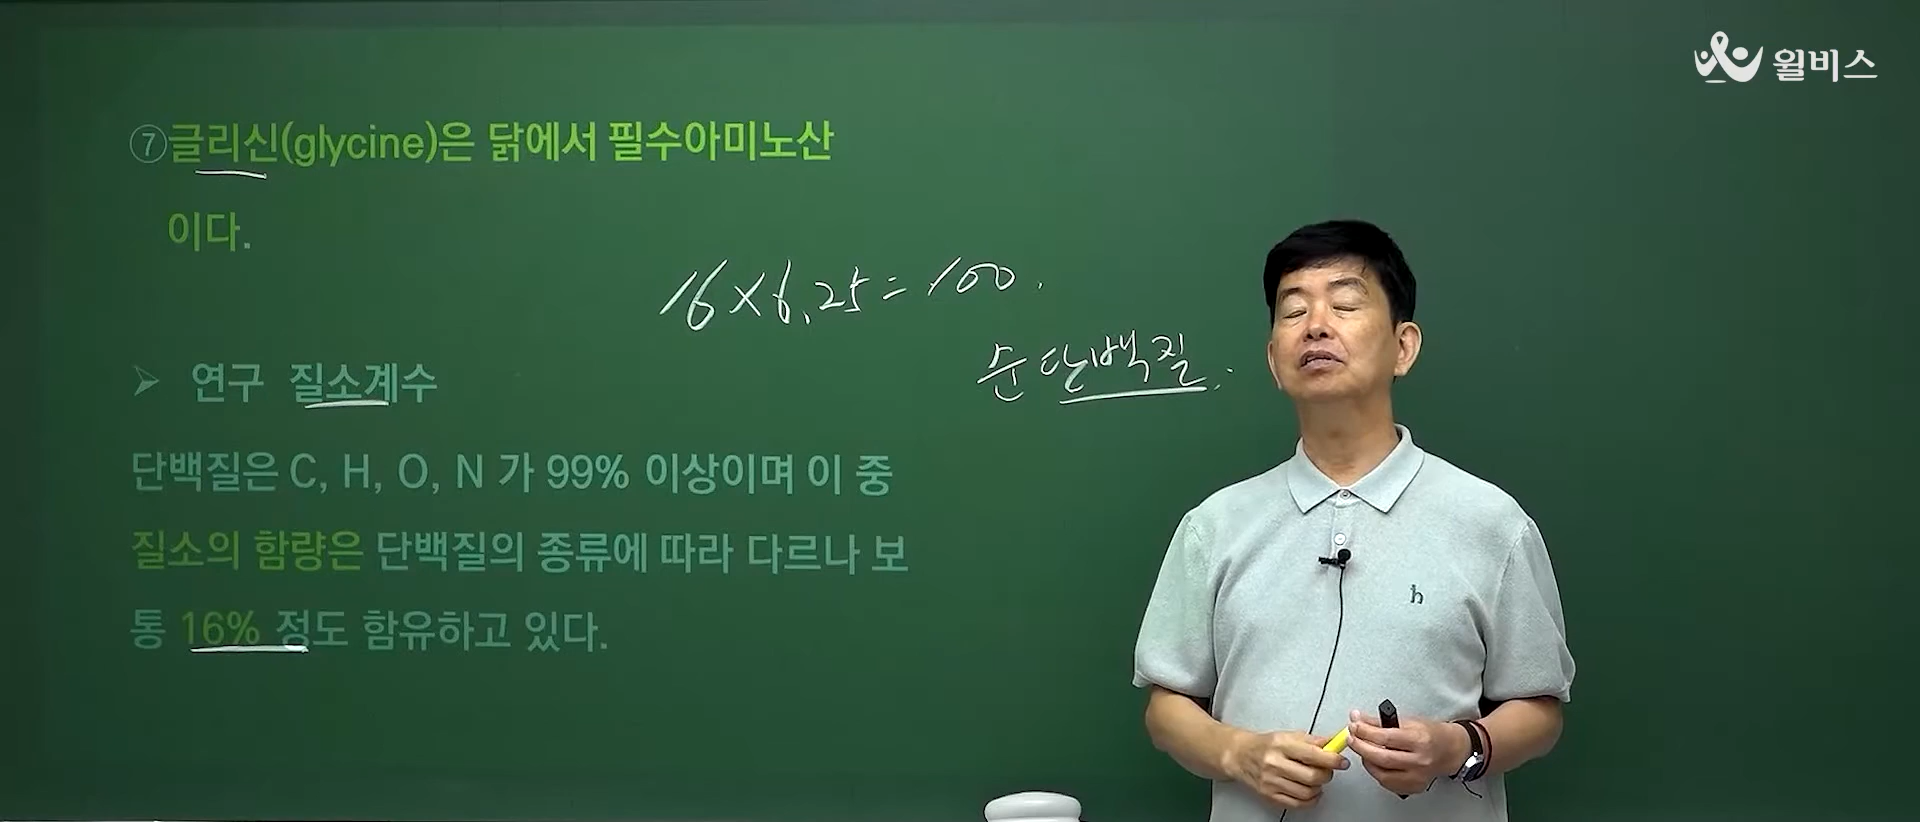 윌비스
⑦글리신(glycine)은 닭에서 필수아미노산
이다.
16×6.25=100.
순단백질.
➢ 연구 질소계수
단백질은 C, H, O, N 가 99% 이상이며 이 중
질소의 함량은 단백질의 종류에 따라 다르나 보
통 16% 정도 함유하고 있다.
h